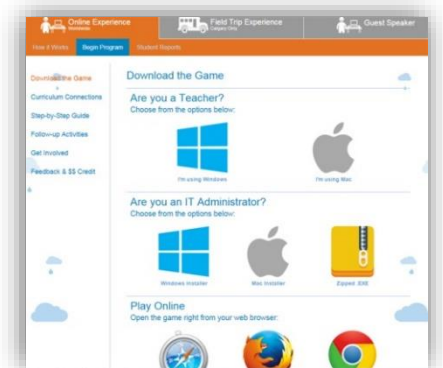 Online Experience
Worldwide
Field Trip Experience
Calgary Only
Guest Speaker
How it Works
Begin Program
Student Reports
Download the Game
Curriculum Connections
Step-by-Step Guide
Follow-up Activities
Get Involved
Feedback & $$ Credit
Download the Game
Are you a Teacher?
Choose from the options below:
I'm using Windows
I'm using Mac
Are you an IT Administrator?
Choose from the options below:
Windows Installer
Mac Installer
Zipped .EXE
Play Online
Open the game right from your web browser: